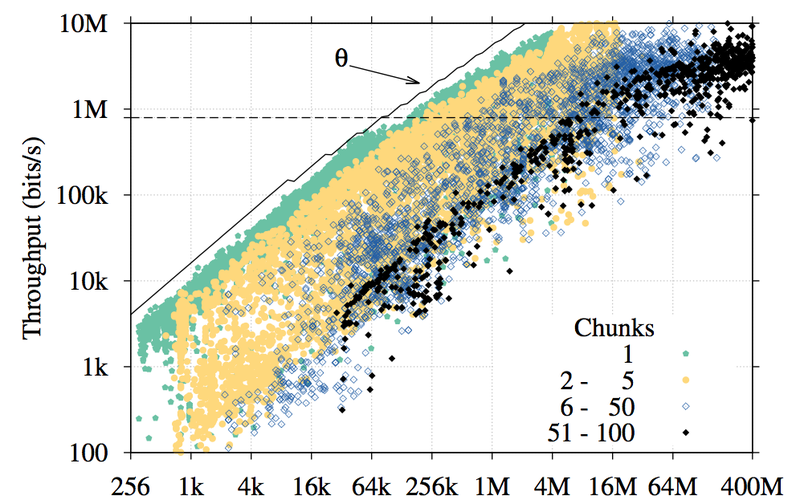 10M
1M
100k
10k
1k
100
Throughput (bits/s)
θ
Chunks
1
2 - 5
6 - 50
51 - 100
256 1k 4k 16k 64k 256k 1M 4M 16M 64M 400M